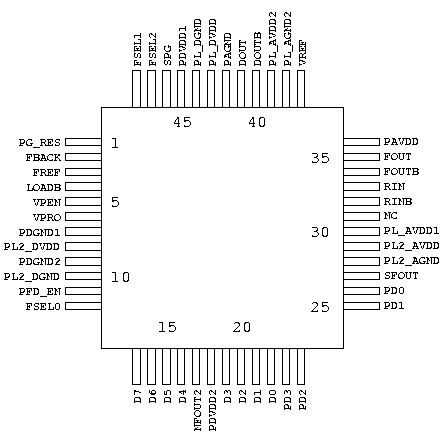 FSEL1
FSEL2
SPG
PDVDD1
PL_DGND
PL_DVDD
PAGND
DOUT
DOUTB
PL_AVDD2
PL_AGND2
VREF
45
40
PG_RES
FBACK
FREF
LOADB
VPEN
VPRO
PDGND1
PL2_DVDD
PDGND2
PL2_DGND
PFD_EN
FSEL0
1
5
10
35
30
25
PAVDD
FOUT
FOUTB
RIN
RINB
NC
PL_AVDD1
PL2_AVDD
PL2_AGND
SFOUT
PD0
PD1
15
20
D7
D6
D5
D4
NFOUT2
PDVDD2
D3
D2
D1
D0
PD3
PD2